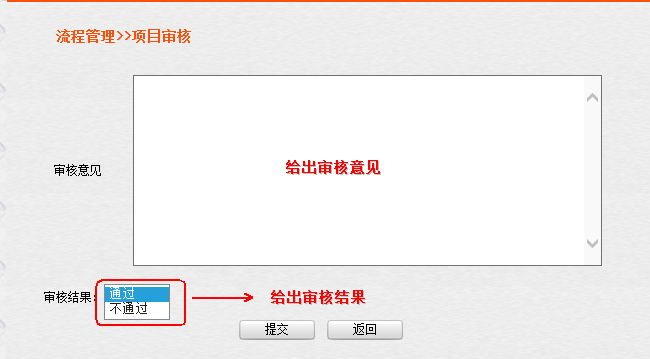 流程管理>>项目审核
给出审核意见
审核意见
审核结果:
通过
不通过
给出审核结果
提交
返回